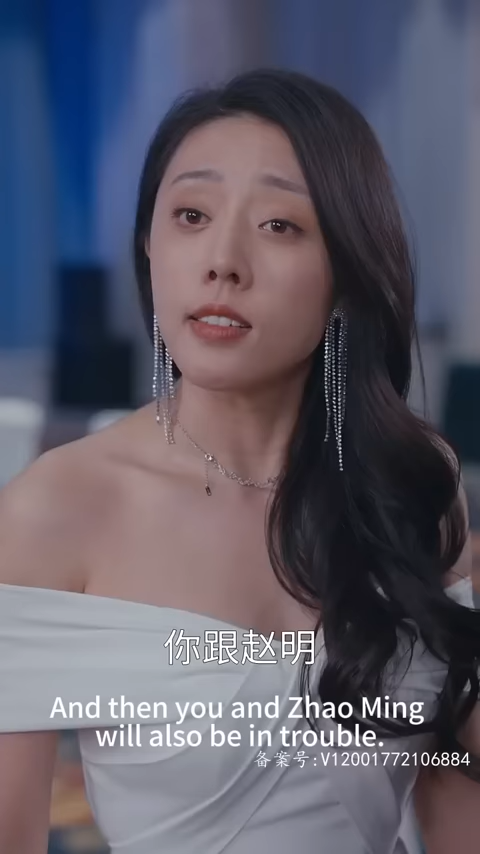 你跟赵明
And then you and Zhao Ming
will also be in trouble.
备案号:V12001772106884